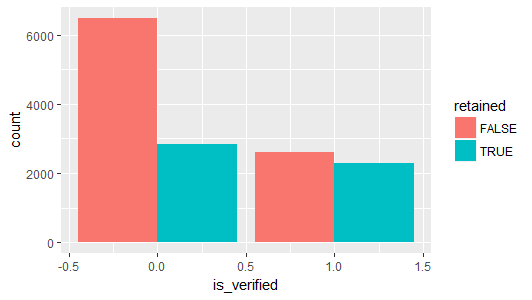 6000
4000
2000
0
count
-0.5 0.0 0.5 1.0 1.5
is_verified
retained
FALSE
TRUE